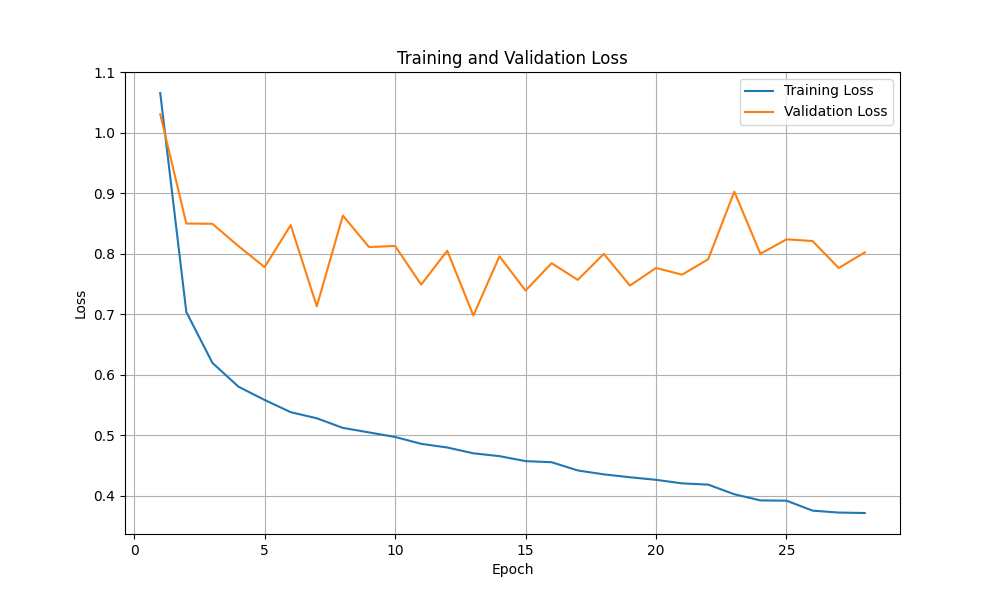 Training and Validation Loss
Training Loss
Validation Loss
Loss
1.1
1.0
0.9
0.8
0.7
0.6
0.5
0.4
0 5 10 15 20 25
Epoch